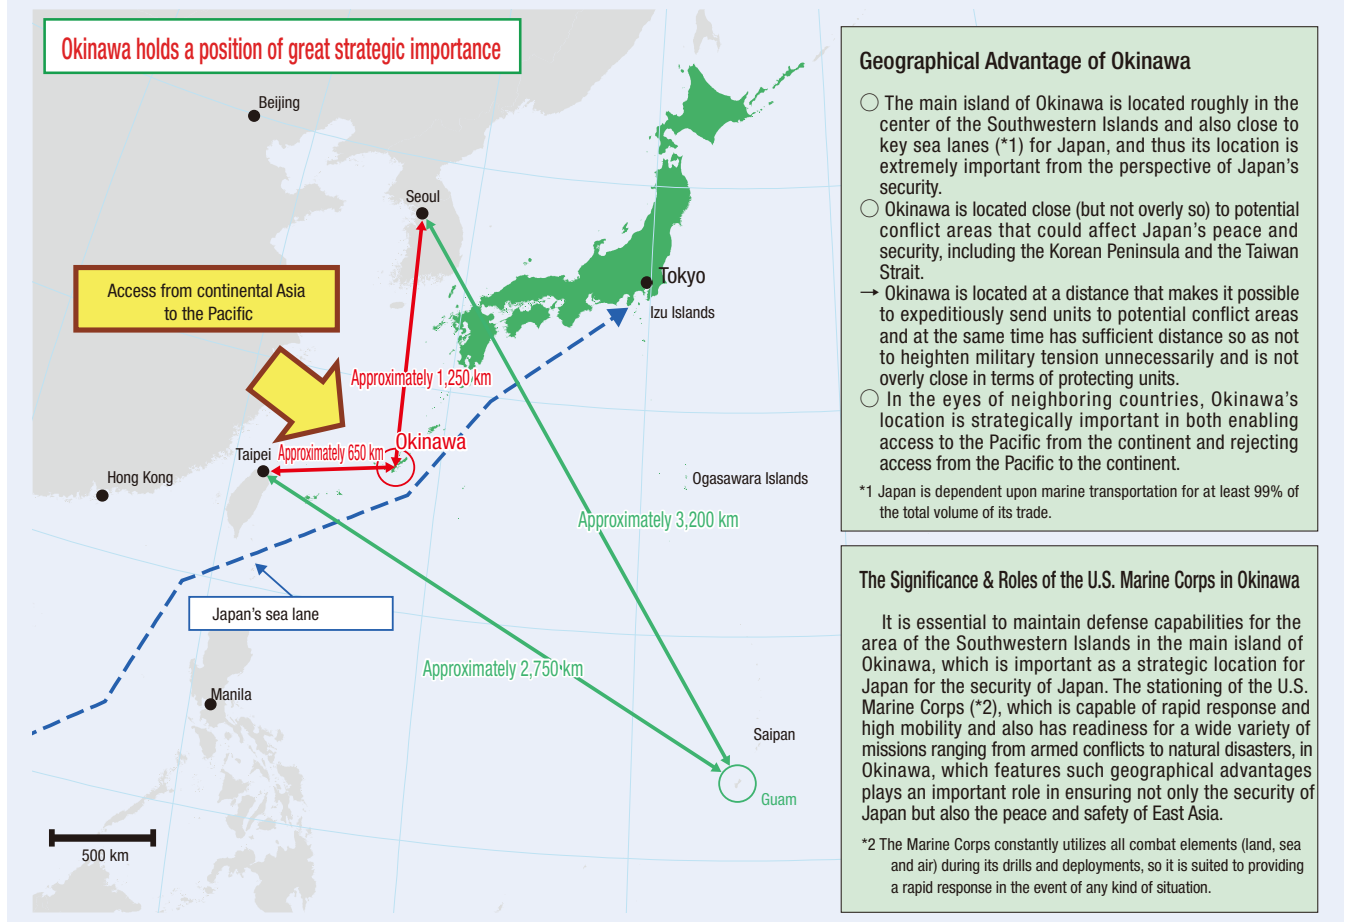 Okinawa holds a position of great strategic importance
Beijing
Seoul
Tokyo
Izu Islands
Access from continental Asia
to the Pacific
Approximately 1,250 km
Okinawa
Taipei
Approximately 650 km
Hong Kong
Ogasawara Islands
Approximately 3,200 km
Japan's sea lane
Approximately 2,750 km
Manila
Saipan
Guam
500 km
Geographical Advantage of Okinawa
○ The main island of Okinawa is located roughly in the
center of the Southwestern Islands and also close to
key sea lanes (*1) for Japan, and thus its location is
extremely important from the perspective of Japan's
security.
○ Okinawa is located close (but not overly so) to potential
conflict areas that could affect Japan's peace and
security, including the Korean Peninsula and the Taiwan
Strait.
→ Okinawa is located at a distance that makes it possible
to expeditiously send units to potential conflict areas
and at the same time has sufficient distance so as not
to heighten military tension unnecessarily and is not
overly close in terms of protecting units.
○ In the eyes of neighboring countries, Okinawa's
location is strategically important in both enabling
access to the Pacific from the continent and rejecting
access from the Pacific to the continent.
*1 Japan is dependent upon marine transportation for at least 99% of
the total volume of its trade.
The Significance & Roles of the U.S. Marine Corps in Okinawa
It is essential to maintain defense capabilities for the
area of the Southwestern Islands in the main island of
Okinawa, which is important as a strategic location for
Japan for the security of Japan. The stationing of the U.S.
Marine Corps (*2), which is capable of rapid response and
high mobility and also has readiness for a wide variety of
missions ranging from armed conflicts to natural disasters, in
Okinawa, which features such geographical advantages
plays an important role in ensuring not only the security of
Japan but also the peace and safety of East Asia.
*2 The Marine Corps constantly utilizes all combat elements (land, sea
and air) during its drills and deployments, so it is suited to providing
a rapid response in the event of any kind of situation.